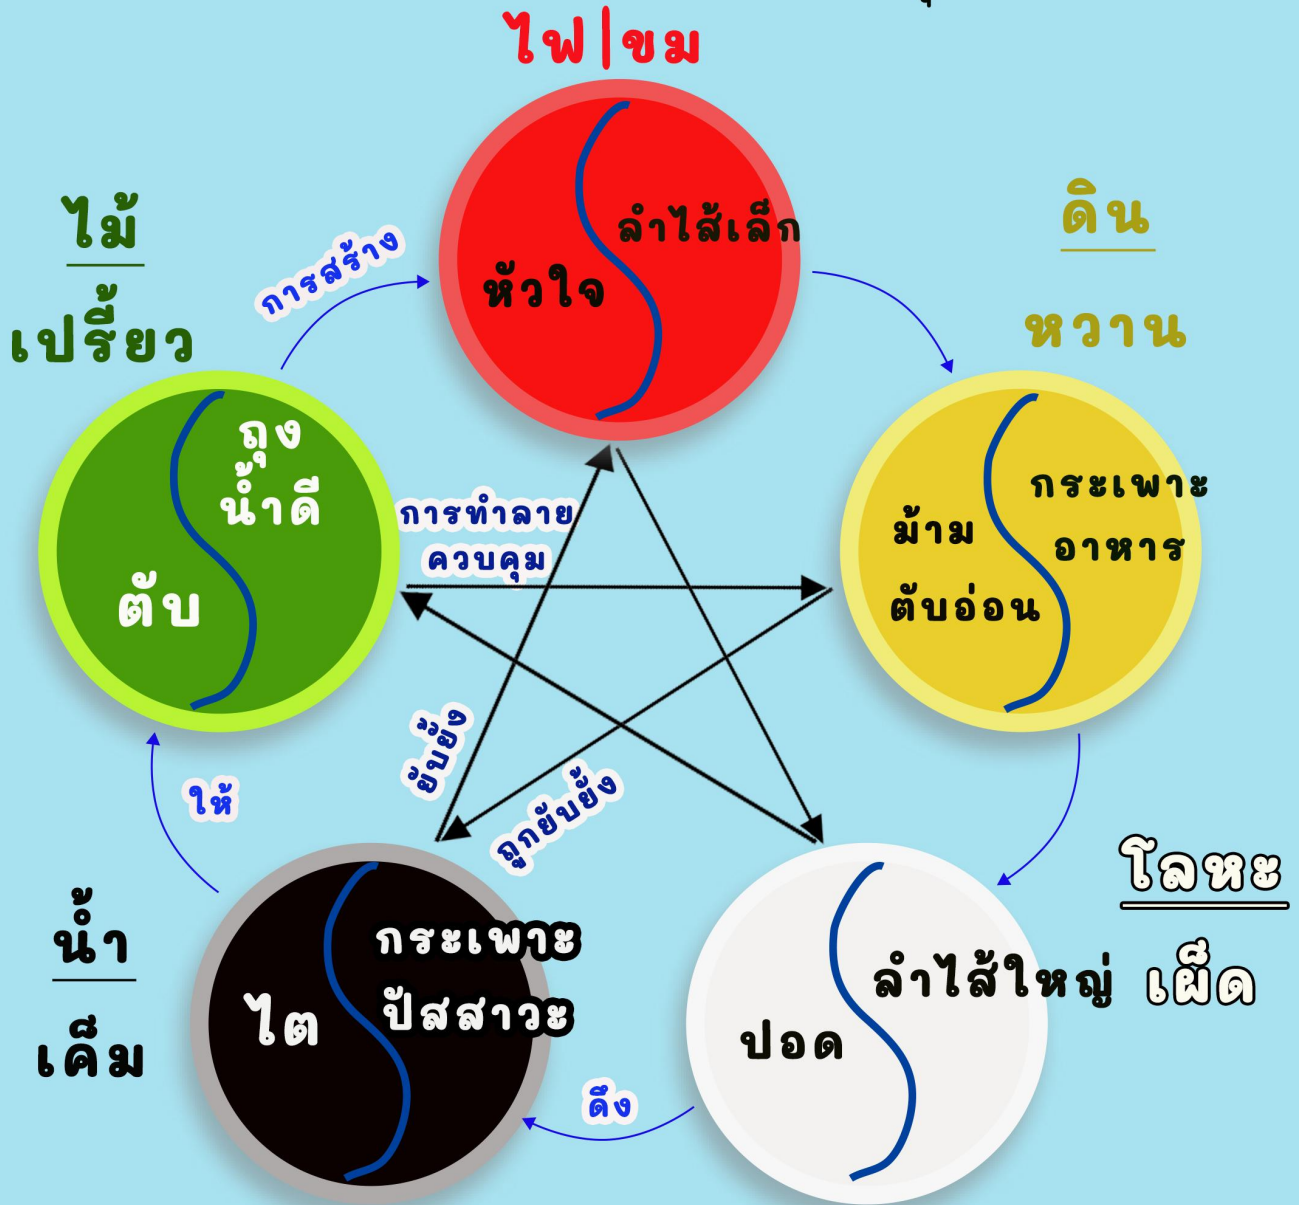 ไฟ|ขม
ไม้
เปรี้ยว
การสร้าง
หัวใจ
ลำไส้เล็ก
ดิน
หวาน
ถุง
น้ำดี
ตับ
การทำลาย
ควบคุม
ม้าม
ตับอ่อน
กระเพาะ
อาหาร
ยับยั้ง
ถูกยับยั้ง
ให้
น้ำ
เค็ม
ไต
กระเพาะ
ปัสสาวะ
ดึง
ปอด
ลำไส้ใหญ่
โลหะ
เผ็ด